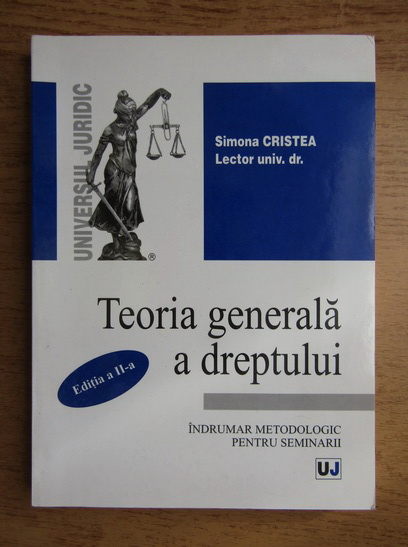 UNIVERSUL JURIDIC
®
Simona CRISTEA
Lector univ. dr.
Teoria generală
a dreptului
Ediția a II-a
ÎNDRUMAR METODOLOGIC
PENTRU SEMINARII
UJ